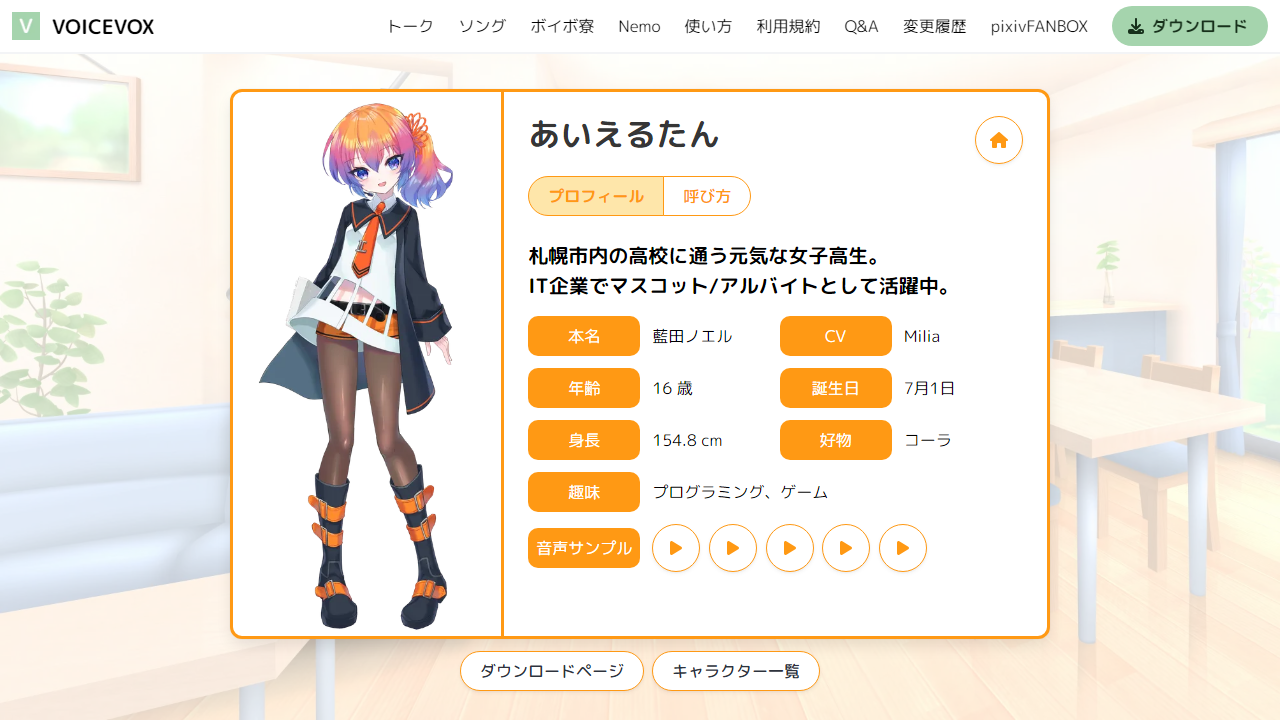 V VOICEVOX トーク ソング ボイボ寮 Nemo 使い方 利用規約 Q&A 変更履歴 pixivFANBOX ダウンロード
あいえるたん
プロフィール 呼び方
札幌市内の高校に通う元気な女子高生。
IT企業でマスコット/アルバイトとして活躍中。
本名 藍田ノエル CV Milia
年齢 16 歳 誕生日 7月1日
身長 154.8 cm 好物 コーラ
趣味 プログラミング、ゲーム
音声サンプル
ダウンロードページ キャラクター一覧